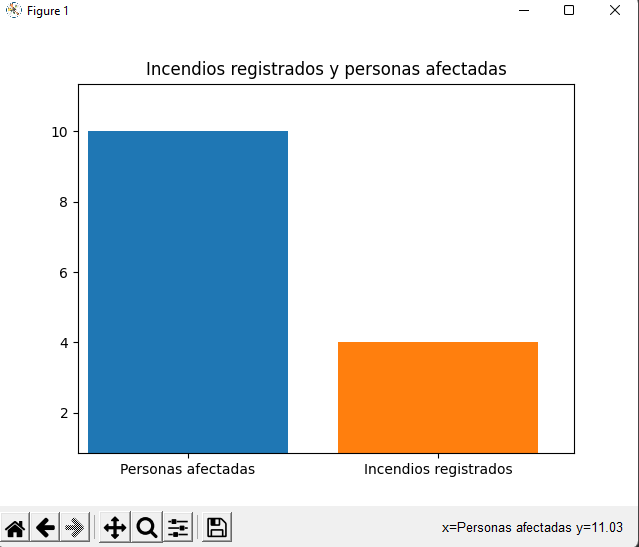 Figure 1
Incendios registrados y personas afectadas
10
8
6
4
2
Personas afectadas Incendios registrados
x=Personas afectadas y=11.03